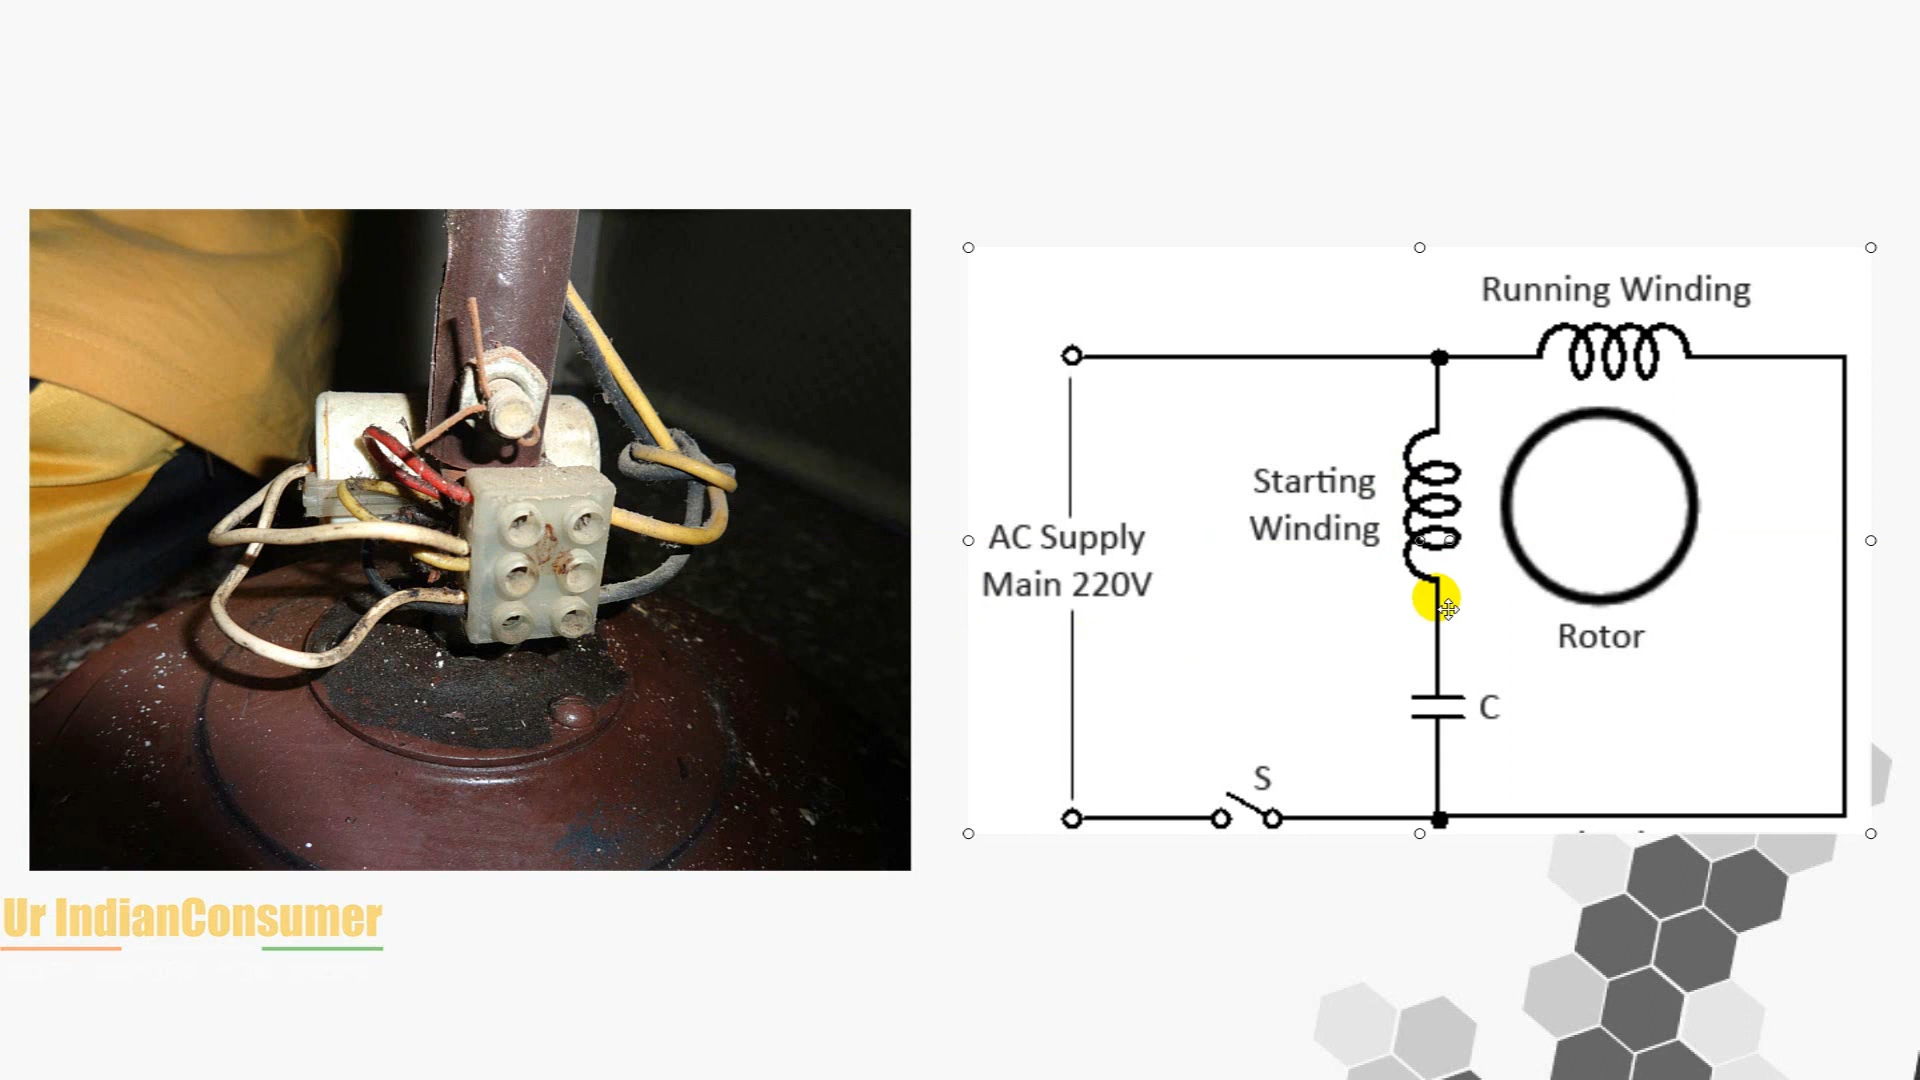 Running Winding
Starting
Winding
AC Supply
Main 220V
Rotor
C
S
Ur IndianConsumer